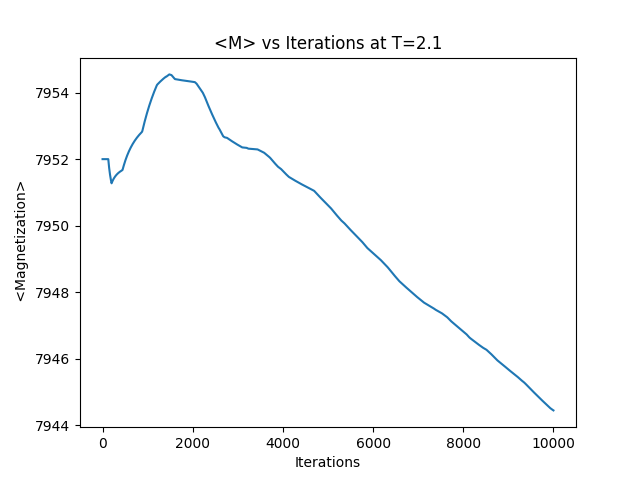 <M> vs Iterations at T=2.1
<Magnetization>
7954
7952
7950
7948
7946
7944
0 2000 4000 6000 8000 10000
Iterations